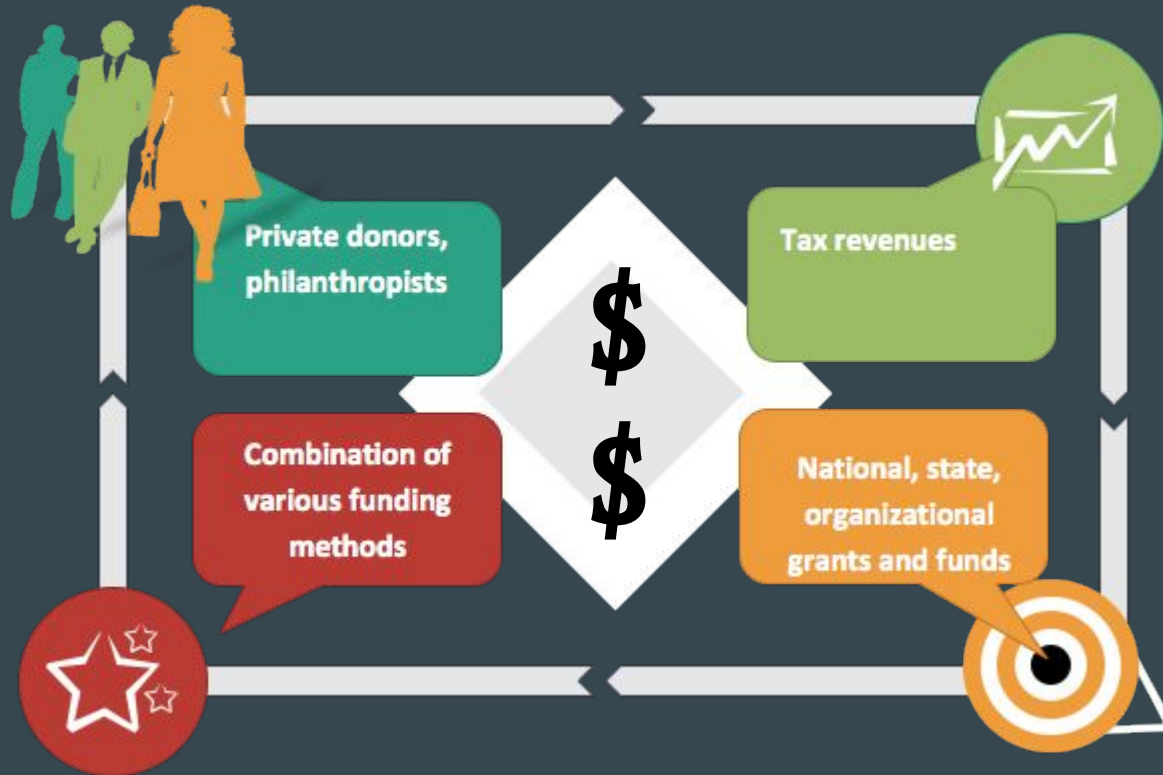 Private donors,
philanthropists
Tax revenues
$
$
Combination of
various funding
methods
National, state,
organizational
grants and funds